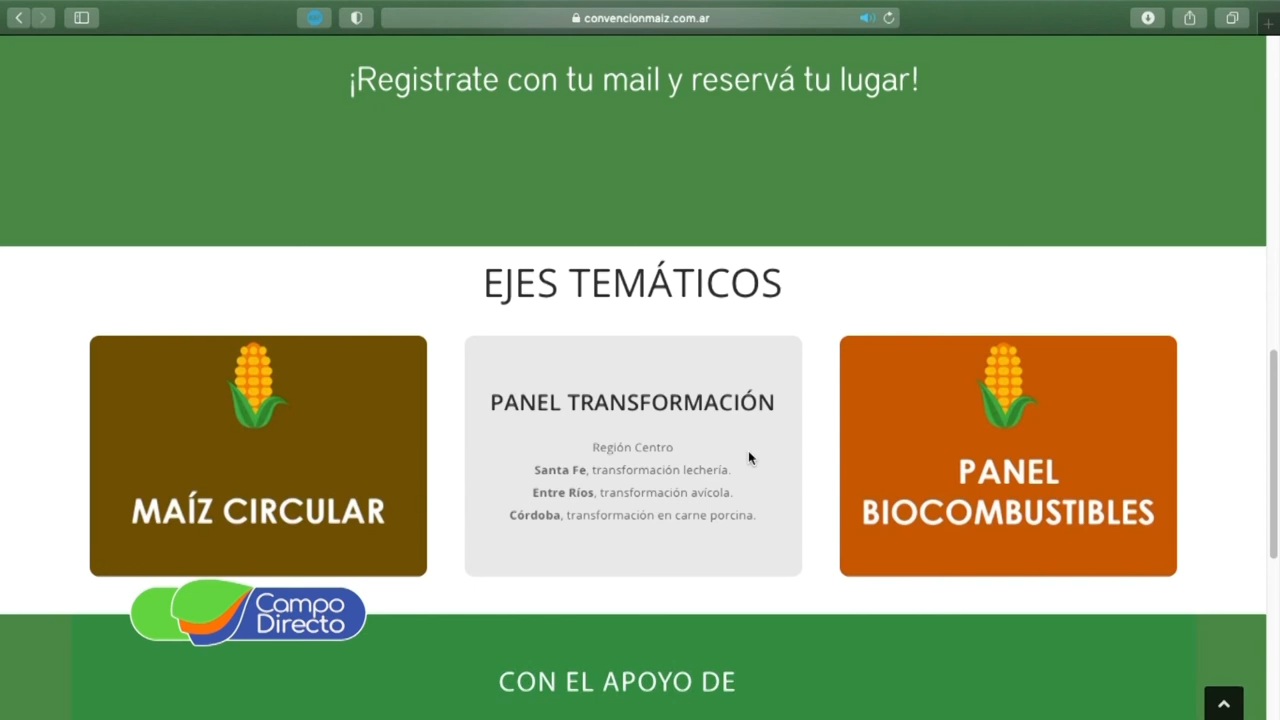 convencionmaiz.com.ar
¡Registrate con tu mail y reservá tu lugar!
EJES TEMÁTICOS
MAÍZ CIRCULAR
PANEL TRANSFORMACIÓN
Región Centro
Santa Fe, transformación lechería.
Entre Ríos, transformación avícola.
Córdoba, transformación en carne porcina.
PANEL
BIOCOMBUSTIBLES
Campo
Directo
CON EL APOYO DE